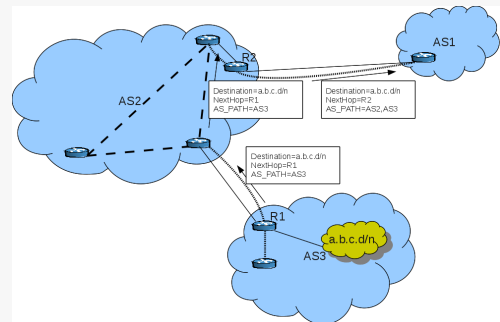 AS1
R2
AS2
Destination=a.b.c.d/n
NextHop=R1
AS_PATH=AS3
Destination=a.b.c.d/n
NextHop=R2
AS_PATH=AS2,AS3
Destination=a.b.c.d/n
NextHop=R1
AS_PATH=AS3
R1
a.b.c.d/n
AS3